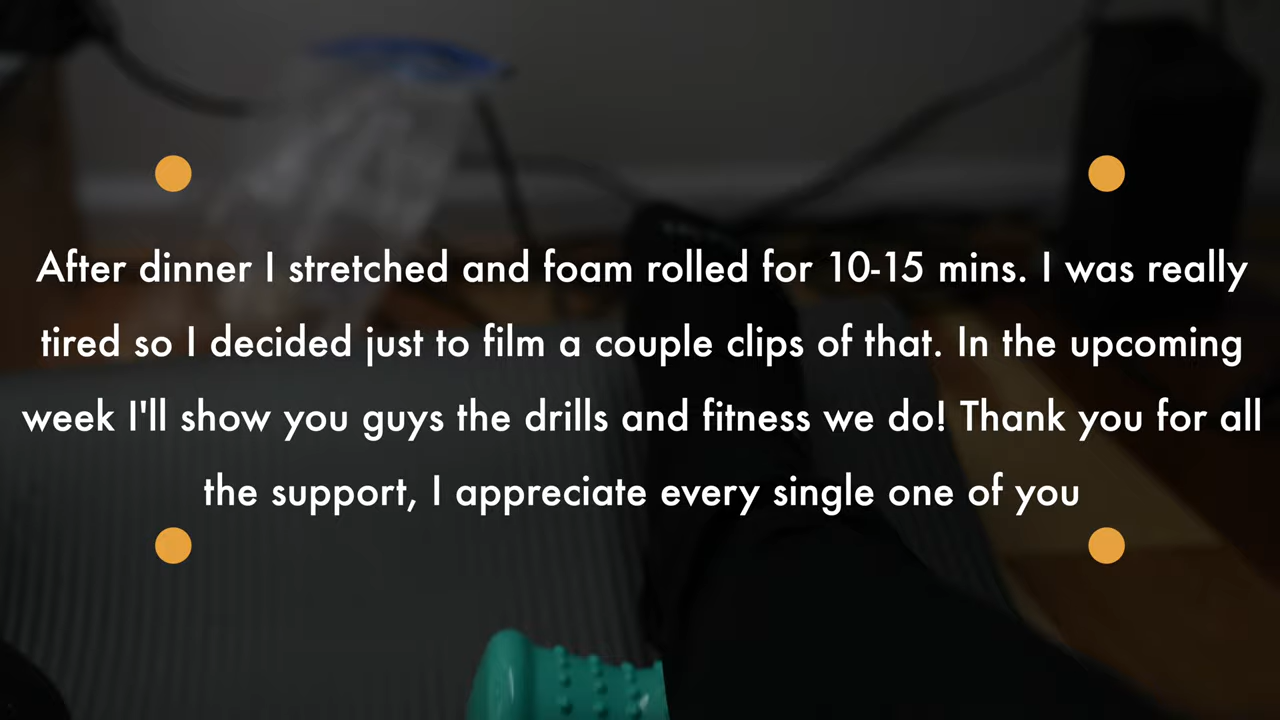 After dinner I stretched and foam rolled for 10-15 mins. I was really
tired so I decided just to film a couple clips of that. In the upcoming
week I'll show you guys the drills and fitness we do! Thank you for all
the support, I appreciate every single one of you